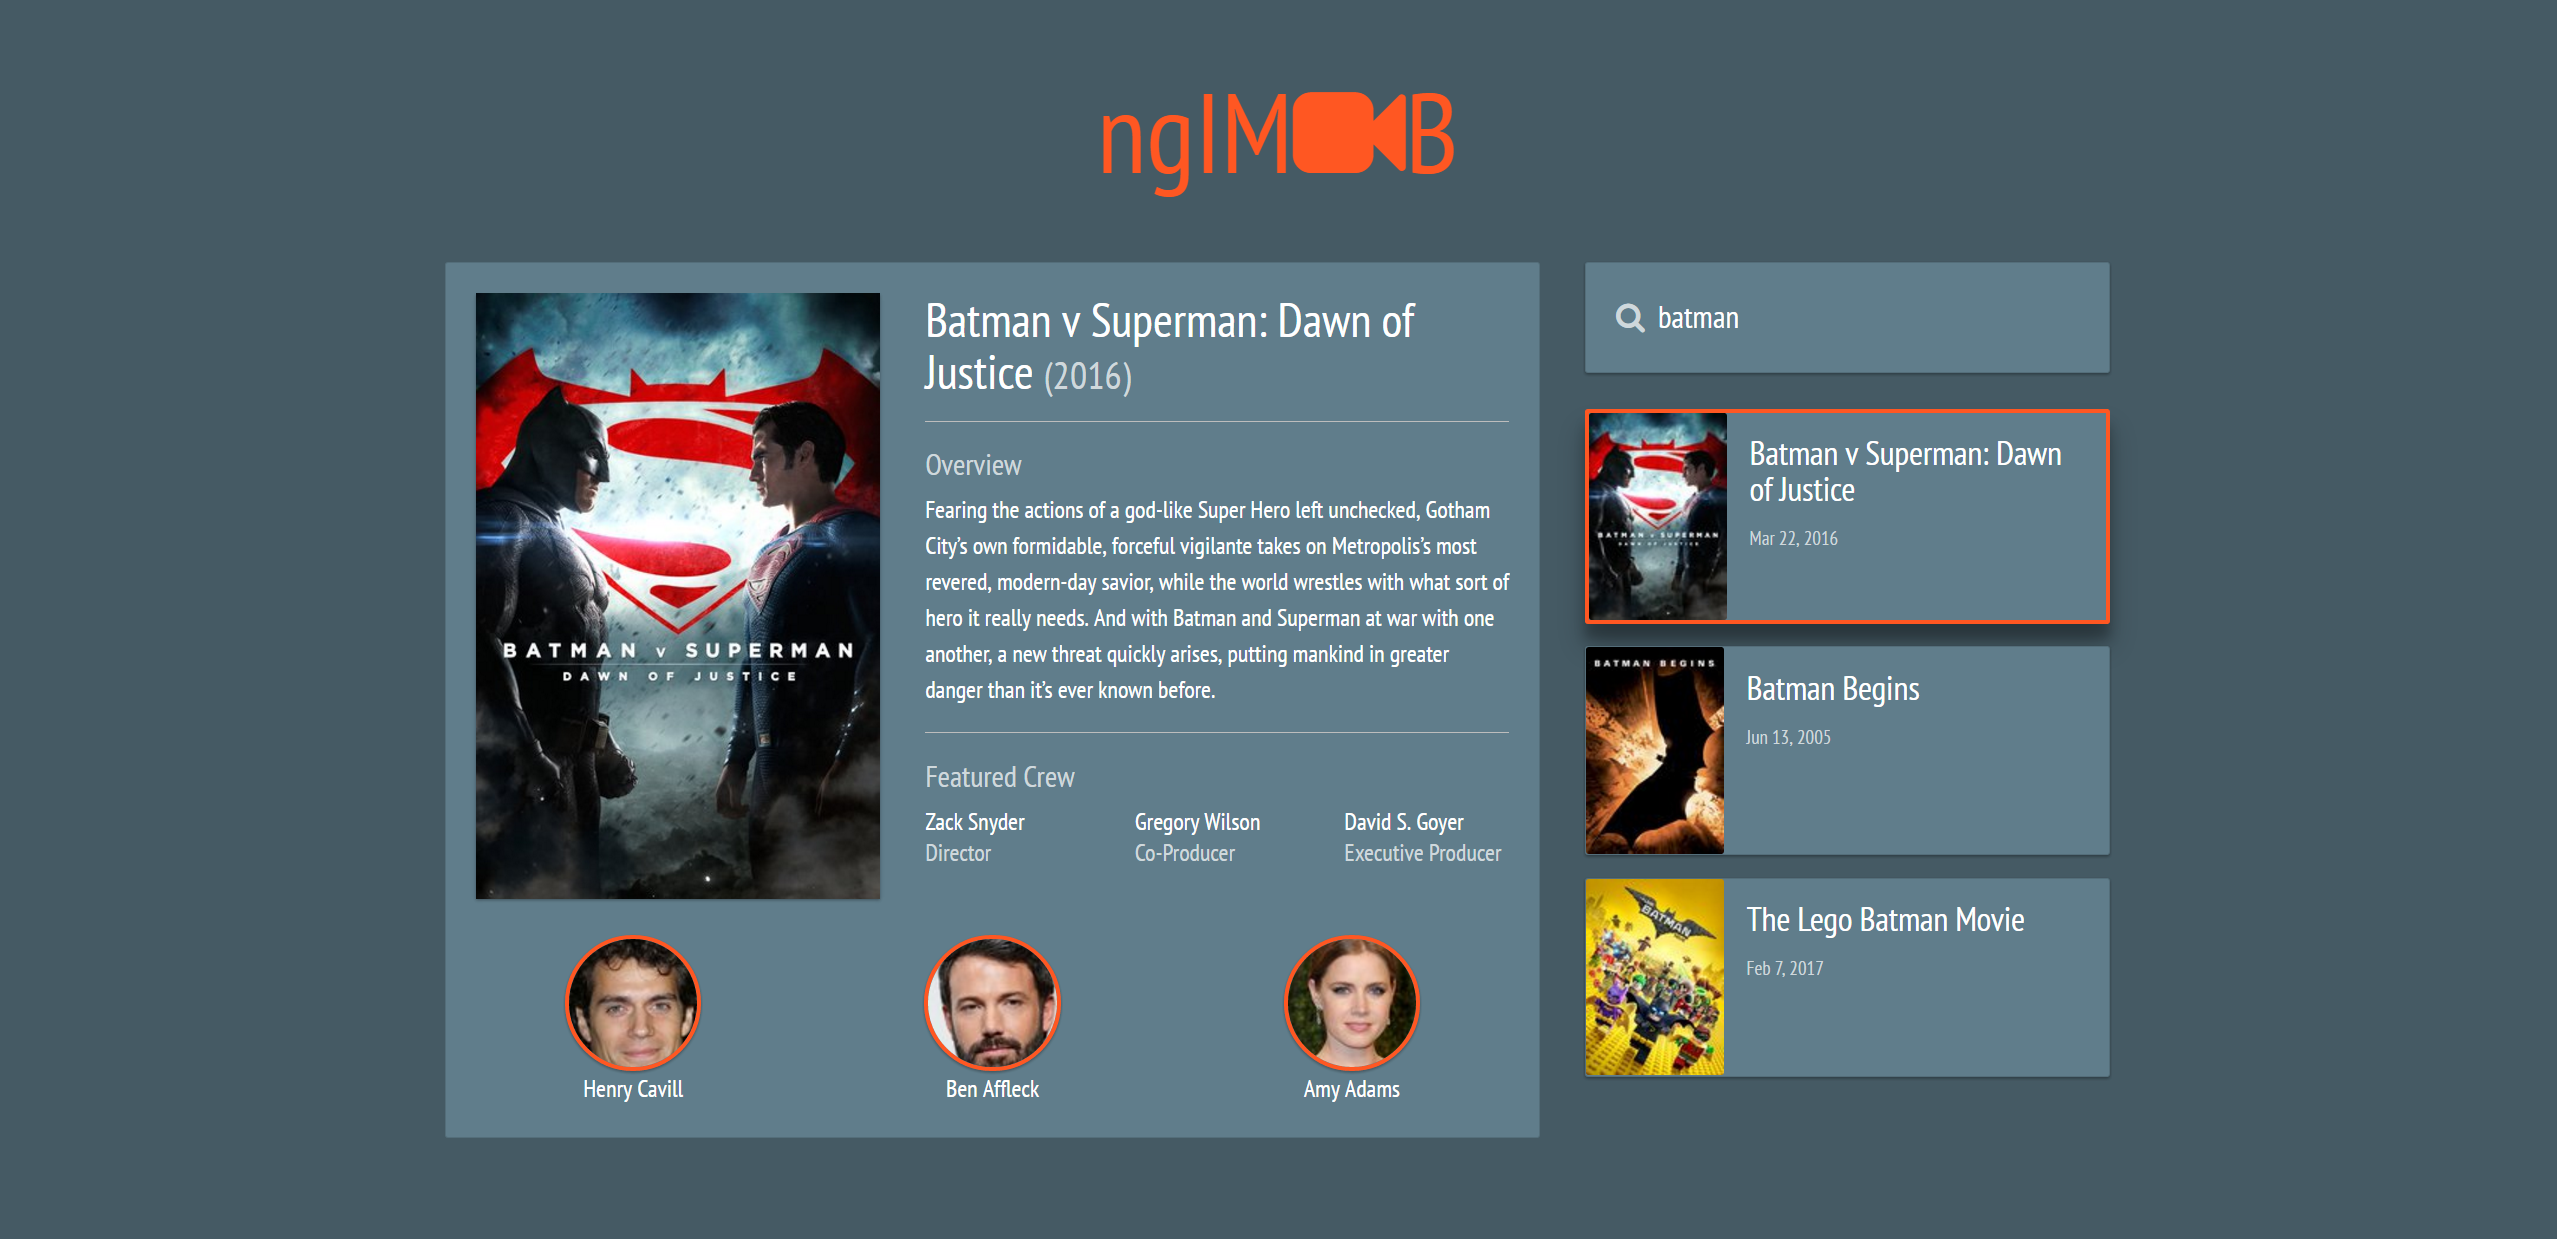 ngIMB
Batman v Superman: Dawn of
Justice (2016)
Overview
Fearing the actions of a god-like Super Hero left unchecked, Gotham
City’s own formidable, forceful vigilante takes on Metropolis’s most
revered, modern-day savior, while the world wrestles with what sort of
hero it really needs. And with Batman and Superman at war with one
another, a new threat quickly arises, putting mankind in greater
danger than it’s ever known before.
Featured Crew
Zack Snyder Gregory Wilson David S. Goyer
Director Co-Producer Executive Producer
BATMAN v SUPERMAN
DAWN OF JUSTICE
Henry Cavill Ben Affleck Amy Adams
batman
Batman v Superman: Dawn
of Justice
Mar 22, 2016
BATMAN v SUPERMAN
DAWN OF JUSTICE
BATMAN BEGINS
Batman Begins
Jun 13, 2005
BATMAN
The Lego Batman Movie
Feb 7, 2017